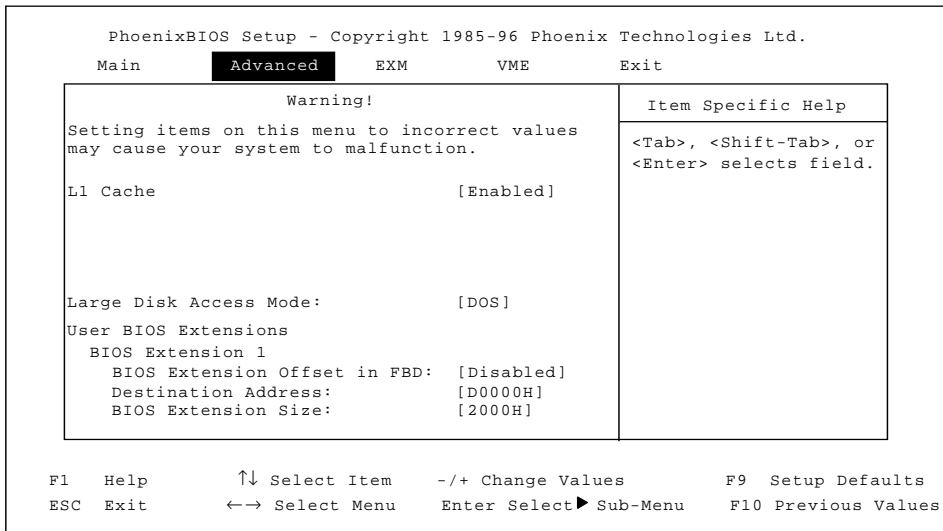 PhoenixBIOS Setup - Copyright 1985-96 Phoenix Technologies Ltd.
Main Advanced EXM VME Exit
Warning!
Setting items on this menu to incorrect values
may cause your system to malfunction.
L1 Cache [Enabled]
Large Disk Access Mode: [DOS]
User BIOS Extensions
BIOS Extension 1
BIOS Extension Offset in FBD: [Disabled]
Destination Address: [D0000H]
BIOS Extension Size: [2000H]
Item Specific Help
<Tab>, <Shift-Tab>, or
<Enter> selects field.
F1 Help ↑↓ Select Item -/+ Change Values F9 Setup Defaults
ESC Exit ←→ Select Menu Enter Select▶ Sub-Menu F10 Previous Values